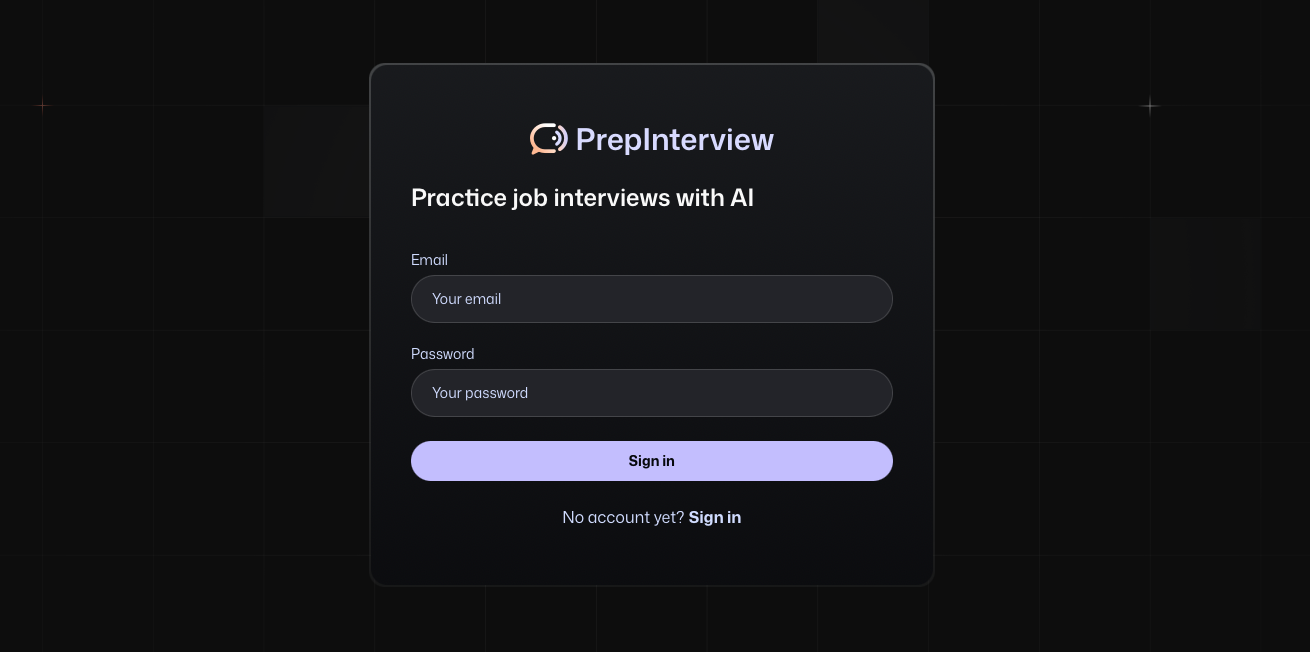 PrepInterview
Practice job interviews with AI
Email
Your email
Password
Your password
Sign in
No account yet? Sign in